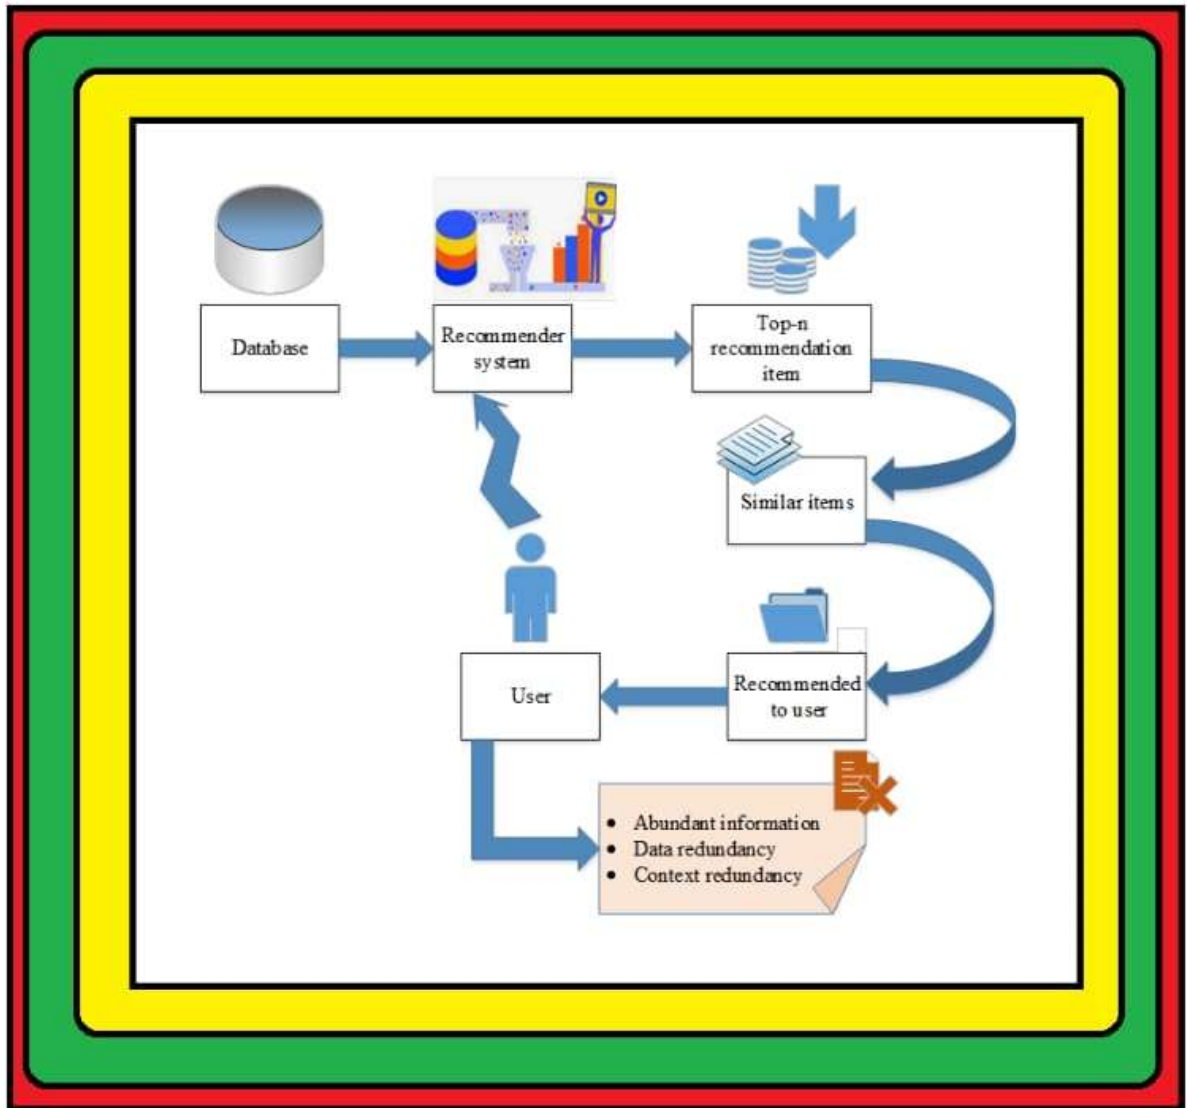 Database
Recommender
system
Top-n
recommendation
item
Similar items
Recommended
to user
User
• Abundant information
• Data redundancy
• Context redundancy